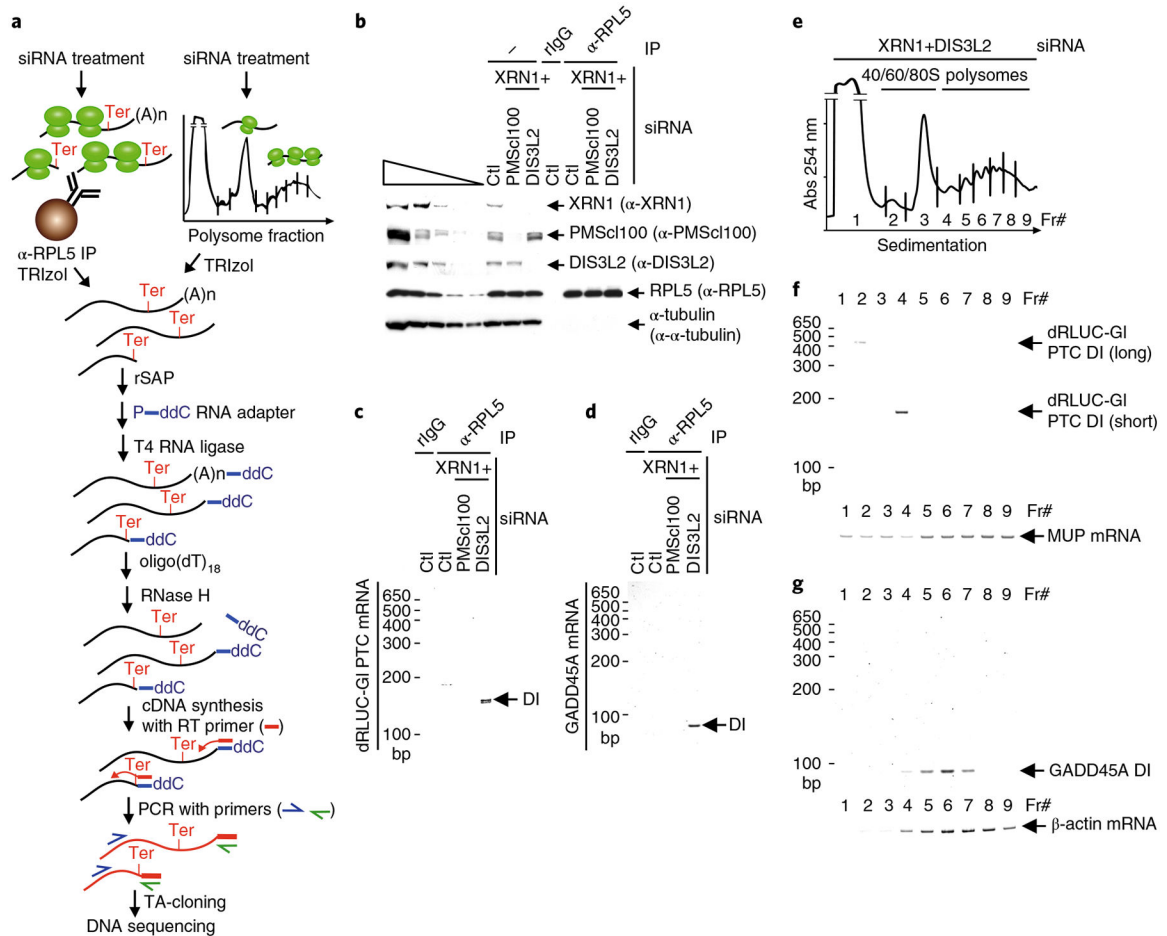 a
siRNA treatment
siRNA treatment
Ter
(A)n
Ter
Ter
α-RPL5 IP
TRIzol
Polysome fraction
TRIzol
Ter
(A)n
Ter
Ter
rSAP
P ddC RNA adapter
T4 RNA ligase
Ter
(A)n ddC
Ter
ddC
Ter
ddC
oligo(dT)18
RNase H
Ter
ddC
Ter
ddC
Ter
ddC
cDNA synthesis
with RT primer ( )
Ter
ddC
Ter
ddC
PCR with primers ( )
Ter
Ter
TA-cloning
DNA sequencing
b
– rIgG α-RPL5 IP
XRN1+ XRN1+
Ctl PMScl100 DIS3L2 Ctl Ctl PMScl100 DIS3L2 siRNA
XRN1 (α-XRN1)
PMScl100 (α-PMScl100)
DIS3L2 (α-DIS3L2)
RPL5 (α-RPL5)
α-tubulin
(α-α-tubulin)
c
rIgG α-RPL5 IP
XRN1+
Ctl Ctl PMScl100 DIS3L2 siRNA
dRLUC-GI PTC mRNA
650
500
400
300
200
DI
100
bp
d
rIgG α-RPL5 IP
XRN1+
Ctl Ctl PMScl100 DIS3L2 siRNA
GADD45A mRNA
650
500
400
300
200
100
DI
bp
e
XRN1+DIS3L2 siRNA
40/60/80S polysomes
Abs 254 nm
1 2 3 4 5 6 7 8 9 Fr#
Sedimentation
f
1 2 3 4 5 6 7 8 9 Fr#
650
500
400
300
200
100
bp
dRLUC-GI
PTC DI (long)
dRLUC-GI
PTC DI (short)
1 2 3 4 5 6 7 8 9 Fr#
MUP mRNA
g
1 2 3 4 5 6 7 8 9 Fr#
650
500
400
300
200
100
bp
GADD45A DI
1 2 3 4 5 6 7 8 9 Fr#
β-actin mRNA